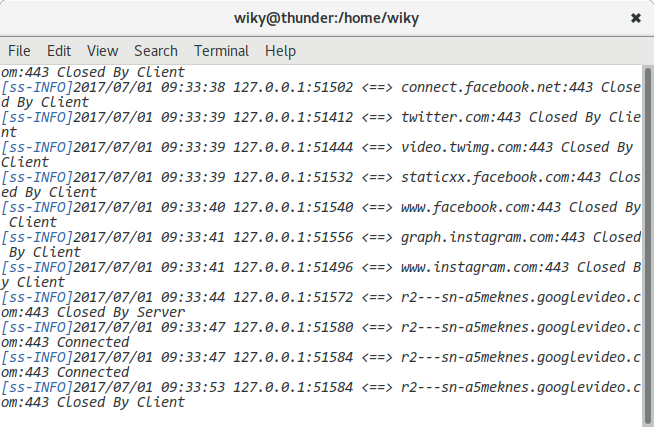 wiky@thunder:/home/wiky
File Edit View Search Terminal Help
om:443 Closed By Client
[ss-INFO]2017/07/01 09:33:38 127.0.0.1:51502 <==> connect.facebook.net:443 Close
d By Client
[ss-INFO]2017/07/01 09:33:39 127.0.0.1:51412 <==> twitter.com:443 Closed By Clie
nt
[ss-INFO]2017/07/01 09:33:39 127.0.0.1:51444 <==> video.twimg.com:443 Closed By
Client
[ss-INFO]2017/07/01 09:33:39 127.0.0.1:51532 <==> staticxx.facebook.com:443 Clos
ed By Client
[ss-INFO]2017/07/01 09:33:40 127.0.0.1:51540 <==> www.facebook.com:443 Closed By
 Client
[ss-INFO]2017/07/01 09:33:41 127.0.0.1:51556 <==> graph.instagram.com:443 Closed
 By Client
[ss-INFO]2017/07/01 09:33:41 127.0.0.1:51496 <==> www.instagram.com:443 Closed B
y Client
[ss-INFO]2017/07/01 09:33:44 127.0.0.1:51572 <==> r2---sn-a5meknes.googlevideo.c
om:443 Closed By Server
[ss-INFO]2017/07/01 09:33:47 127.0.0.1:51580 <==> r2---sn-a5meknes.googlevideo.c
om:443 Connected
[ss-INFO]2017/07/01 09:33:47 127.0.0.1:51584 <==> r2---sn-a5meknes.googlevideo.c
om:443 Connected
[ss-INFO]2017/07/01 09:33:53 127.0.0.1:51584 <==> r2---sn-a5meknes.googlevideo.c
om:443 Closed By Client